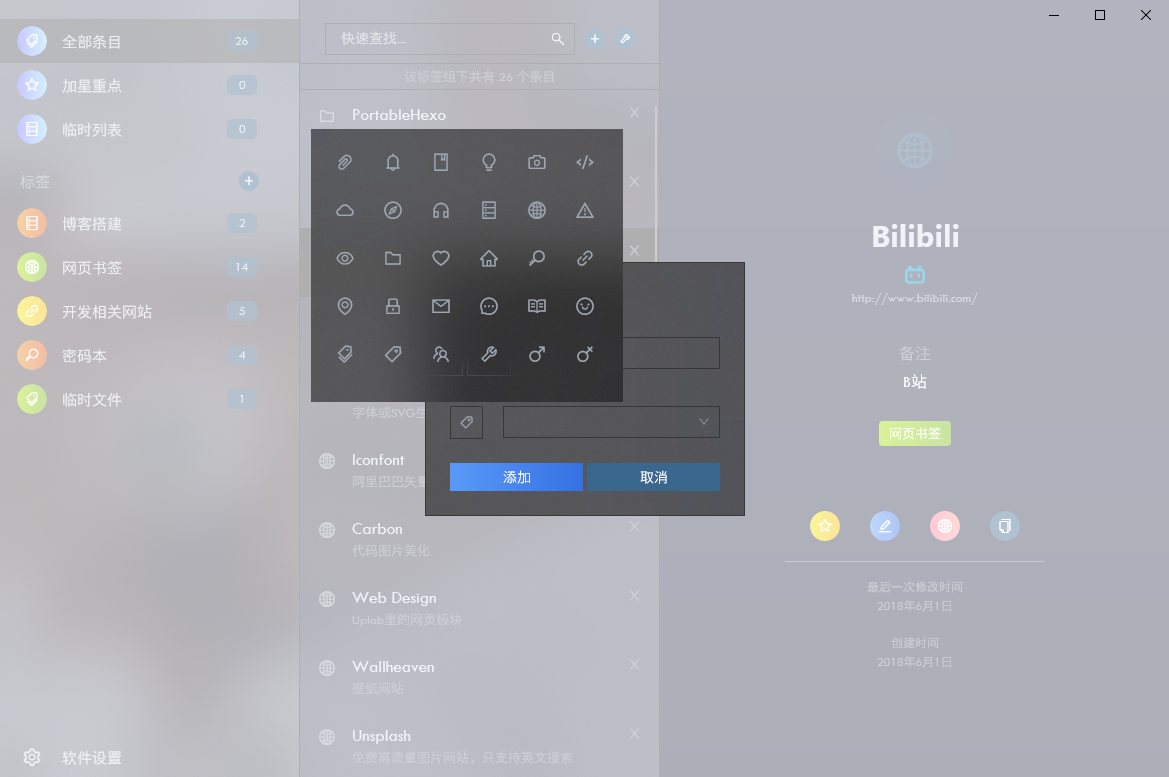 全部条目
26
加星重点
0
临时列表
0
标签
博客搭建
2
网页书签
14
开发相关网站
5
密码本
4
临时文件
1
软件设置
快速查找...
该标签组下共有 26 个条目
PortableHexo
字体或SVG生
Iconfont
阿里巴巴矢量
Carbon
代码图片美化
Web Design
Uplab里的网页板块
Wallheaven
壁纸网站
Unsplash
免费高质量图片网站，只支持英文搜索
添加
取消
Bilibili
http://www.bilibili.com/
备注
B站
网页书签
最后一次修改时间
2018年6月1日
创建时间
2018年6月1日